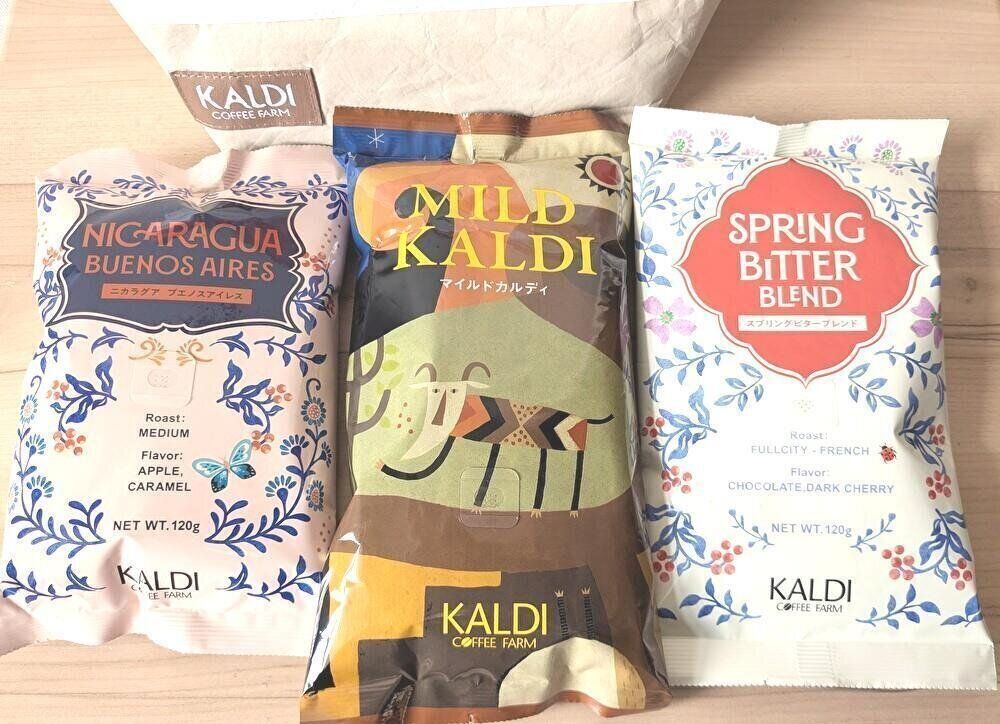 KALDI
COFFEE FARM
NICARAGUA
BUENOS AIRES
ニカラグア ブエノスアイレス
Roast:
MEDIUM
Flavor:
APPLE,
CARAMEL
NET WT. 120g
KALDI
COFFEE FARM
MILD
KALDI
マイルドカルディ
KALDI
COFFEE FARM
SPRING
BITTER
BLEND
スプリングビターブレンド
Roast:
FULLCITY - FRENCH
Flavor:
CHOCOLATE,DARK CHERRY
NET WT. 120g
KALDI
COFFEE FARM